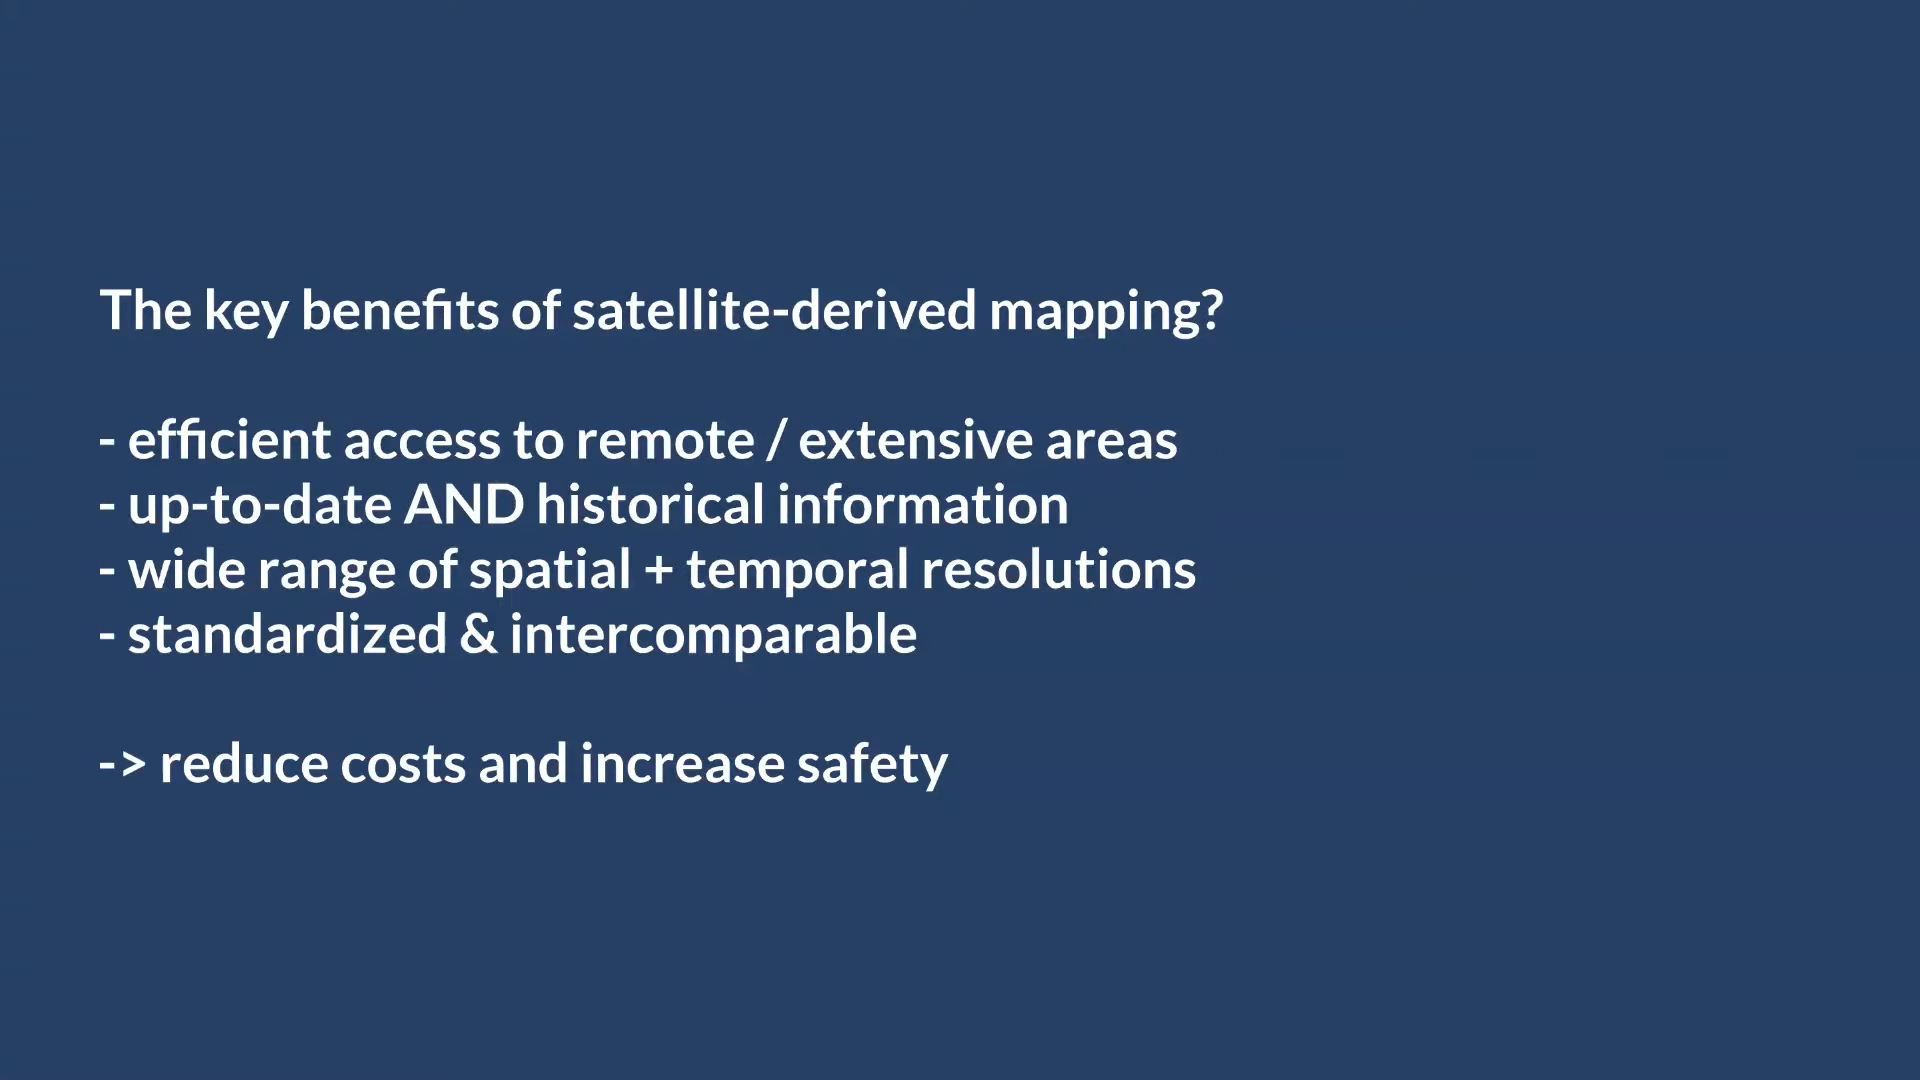 The key benefits of satellite-derived mapping?
- efficient access to remote / extensive areas
- up-to-date AND historical information
- wide range of spatial + temporal resolutions
- standardized & intercomparable
-> reduce costs and increase safety